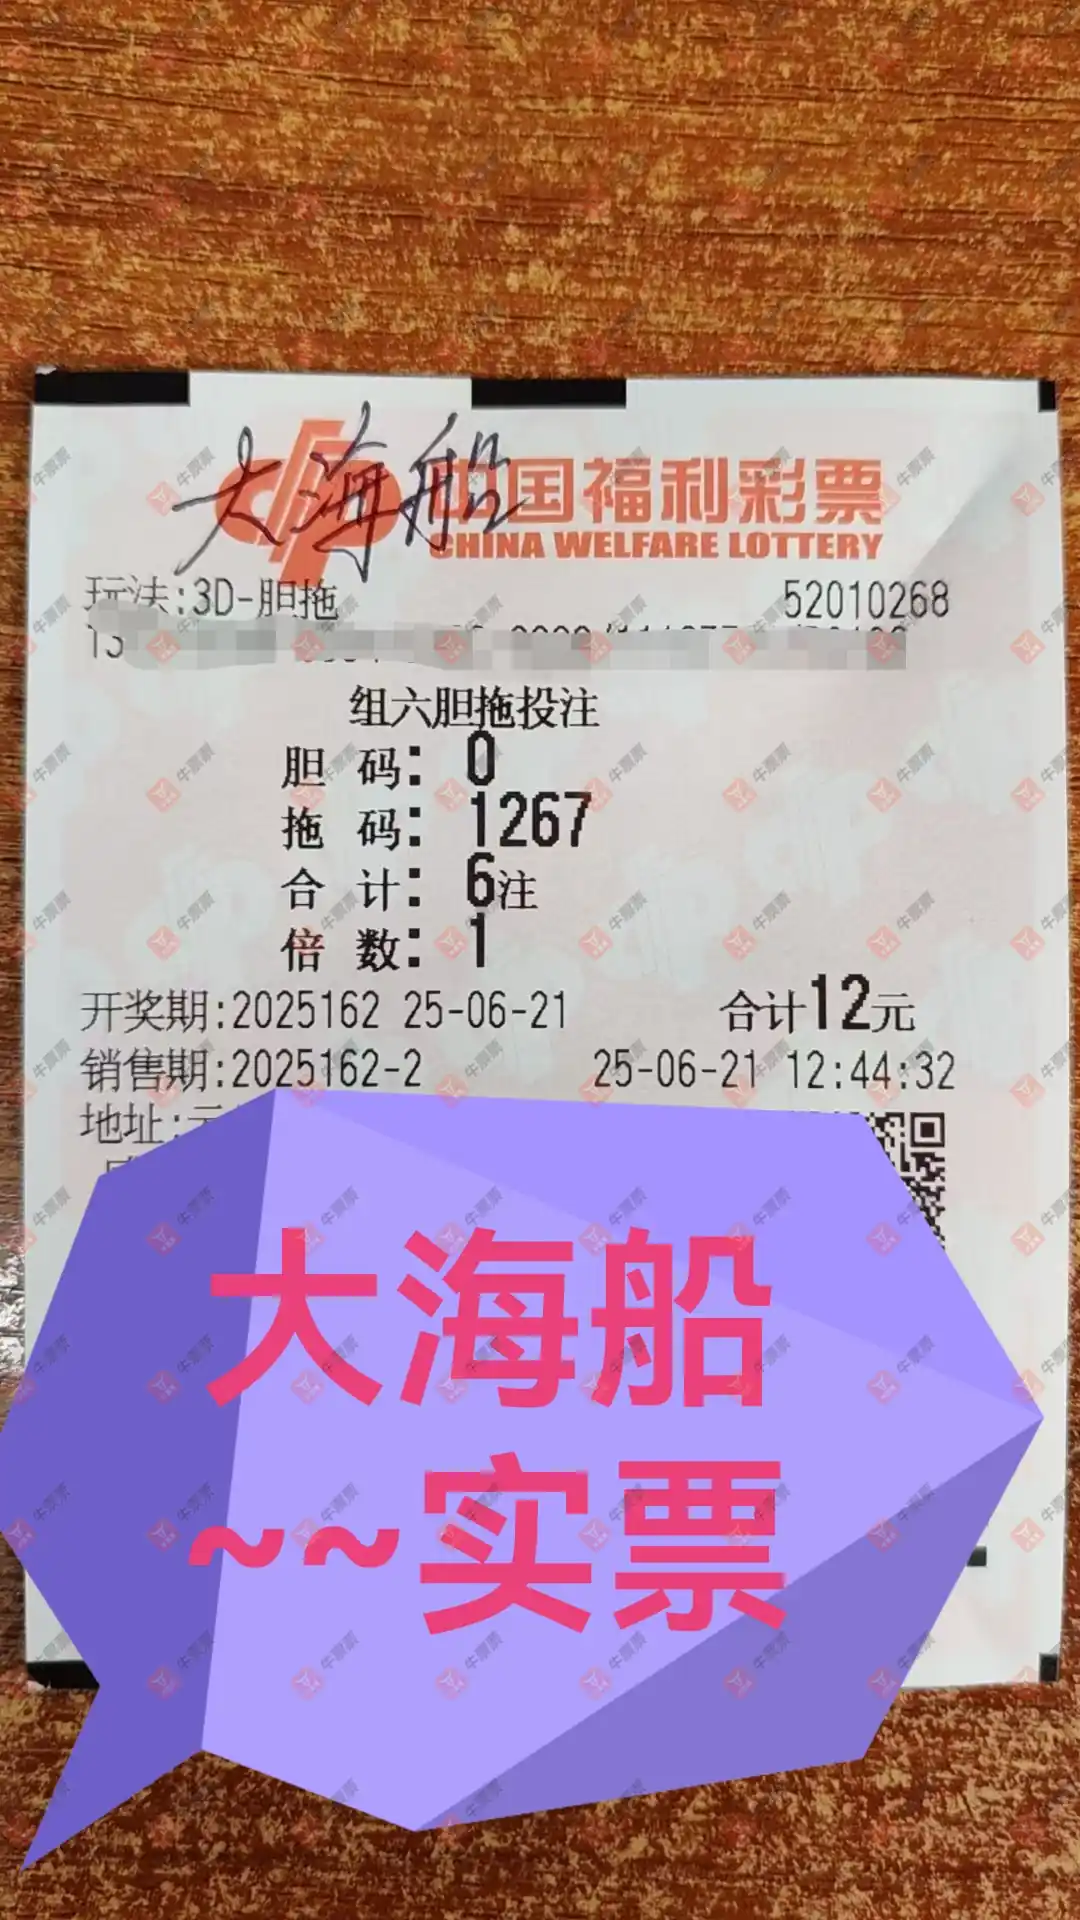 大海船
中国福利彩票
CHINA WELFARE LOTTERY
玩法:3D-胆拖 52010268
组六胆拖投注
胆 码: 0
拖 码: 1267
合 计: 6注
倍 数: 1
开奖期:2025162 25-06-21 合计12元
销售期:2025162-2 25-06-21 12:44:32
地址:
大海船
~~实票
牛票票